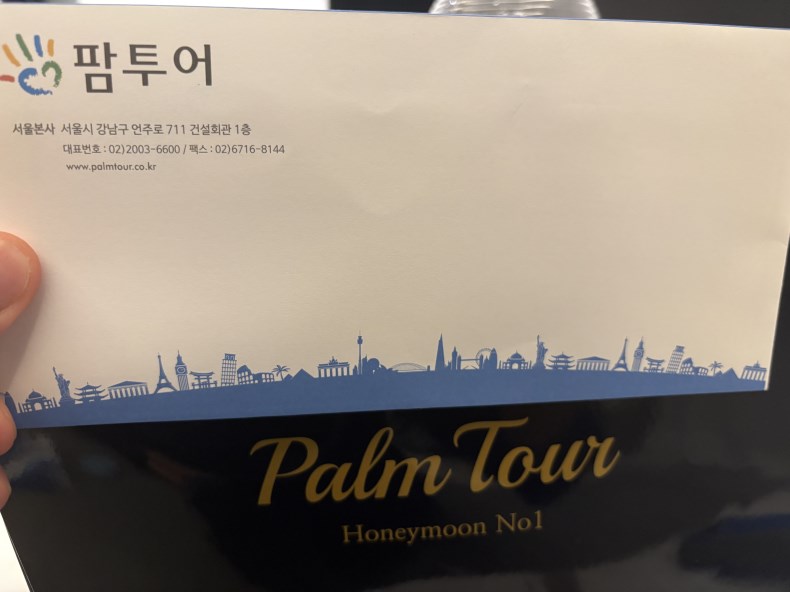 팜투어
서울본사 서울시 강남구 언주로 711 건설회관 1층
대표번호 : 02)2003-6600 / 팩스 : 02)6716-8144
www.palmtour.co.kr
Palm Tour
Honeymoon No1